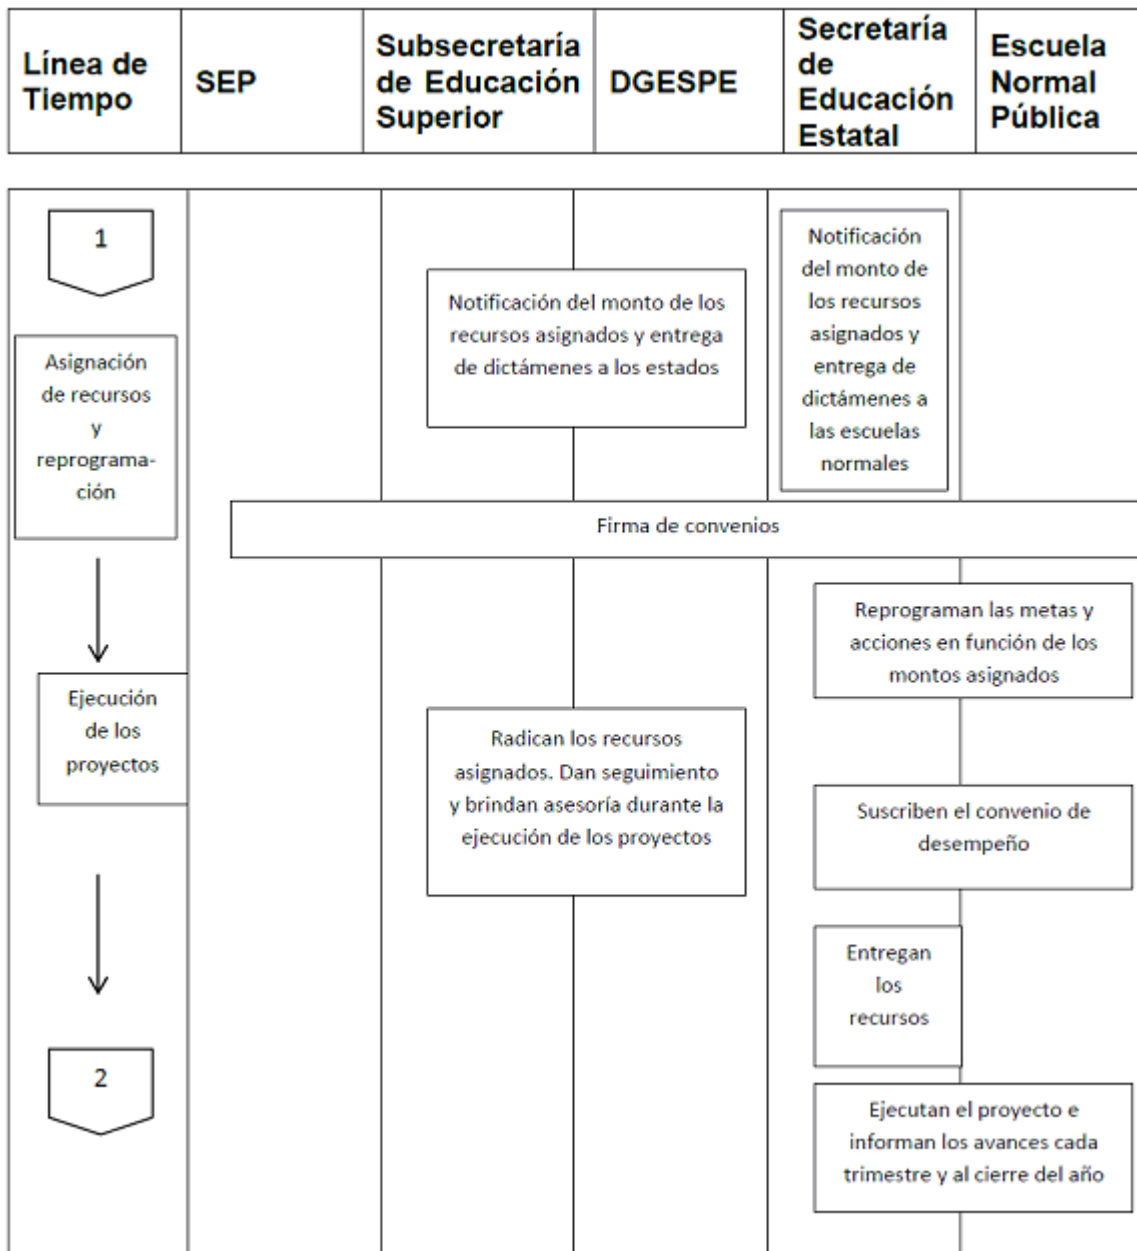 Línea de
Tiempo
SEP
Subsecretaría
de Educación
Superior
DGESPE
Secretaría
de
Educación
Estatal
Escuela
Normal
Pública
1
Asignación
de recursos
y
reprograma-
ción
Notificación del monto de los
recursos asignados y entrega
de dictámenes a los estados
Notificación
del monto de
los recursos
asignados y
entrega de
dictámenes a
las escuelas
normales
Firma de convenios
Reprograman las metas y
acciones en función de los
montos asignados
Ejecución
de los
proyectos
Radican los recursos
asignados. Dan seguimiento
y brindan asesoría durante la
ejecución de los proyectos
Suscriben el convenio de
desempeño
Entregan
los
recursos
2
Ejecutan el proyecto e
informan los avances cada
trimestre y al cierre del año